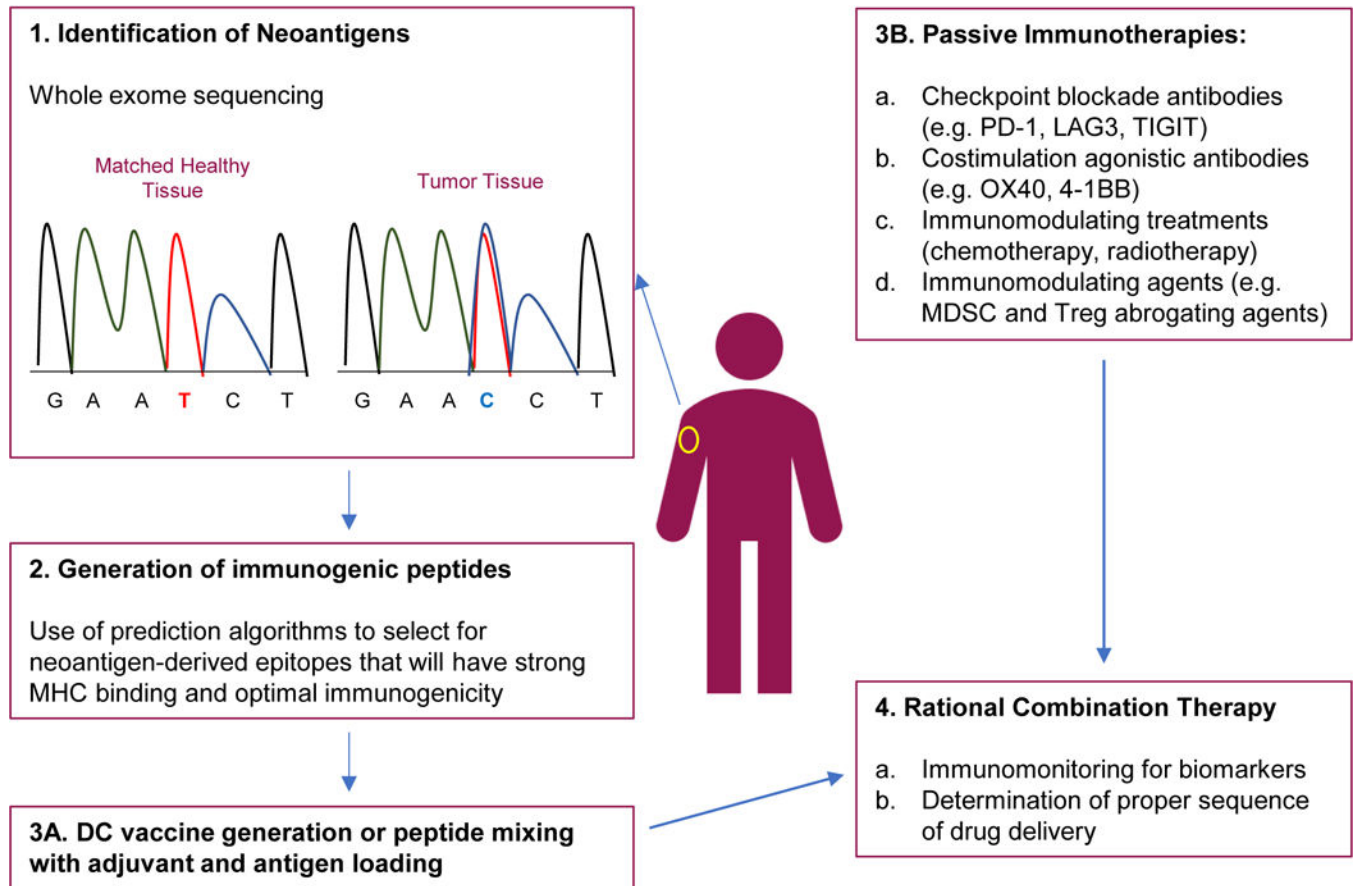 1. Identification of Neoantigens
Whole exome sequencing
Matched Healthy
Tissue
Tumor Tissue
G A A T C T
G A A C C T
2. Generation of immunogenic peptides
Use of prediction algorithms to select for
neoantigen-derived epitopes that will have strong
MHC binding and optimal immunogenicity
3A. DC vaccine generation or peptide mixing
with adjuvant and antigen loading
3B. Passive Immunotherapies:
a. Checkpoint blockade antibodies
(e.g. PD-1, LAG3, TIGIT)
b. Costimulation agonistic antibodies
(e.g. OX40, 4-1BB)
c. Immunomodulating treatments
(chemotherapy, radiotherapy)
d. Immunomodulating agents (e.g.
MDSC and Treg abrogating agents)
4. Rational Combination Therapy
a. Immunomonitoring for biomarkers
b. Determination of proper sequence
of drug delivery